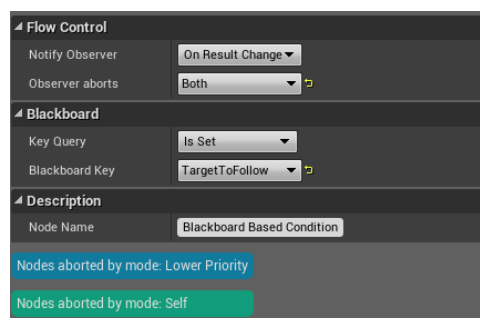 Flow Control
Notify Observer On Result Change
Observer aborts Both
Blackboard
Key Query Is Set
Blackboard Key TargetToFollow
Description
Node Name Blackboard Based Condition
Nodes aborted by mode: Lower Priority
Nodes aborted by mode: Self